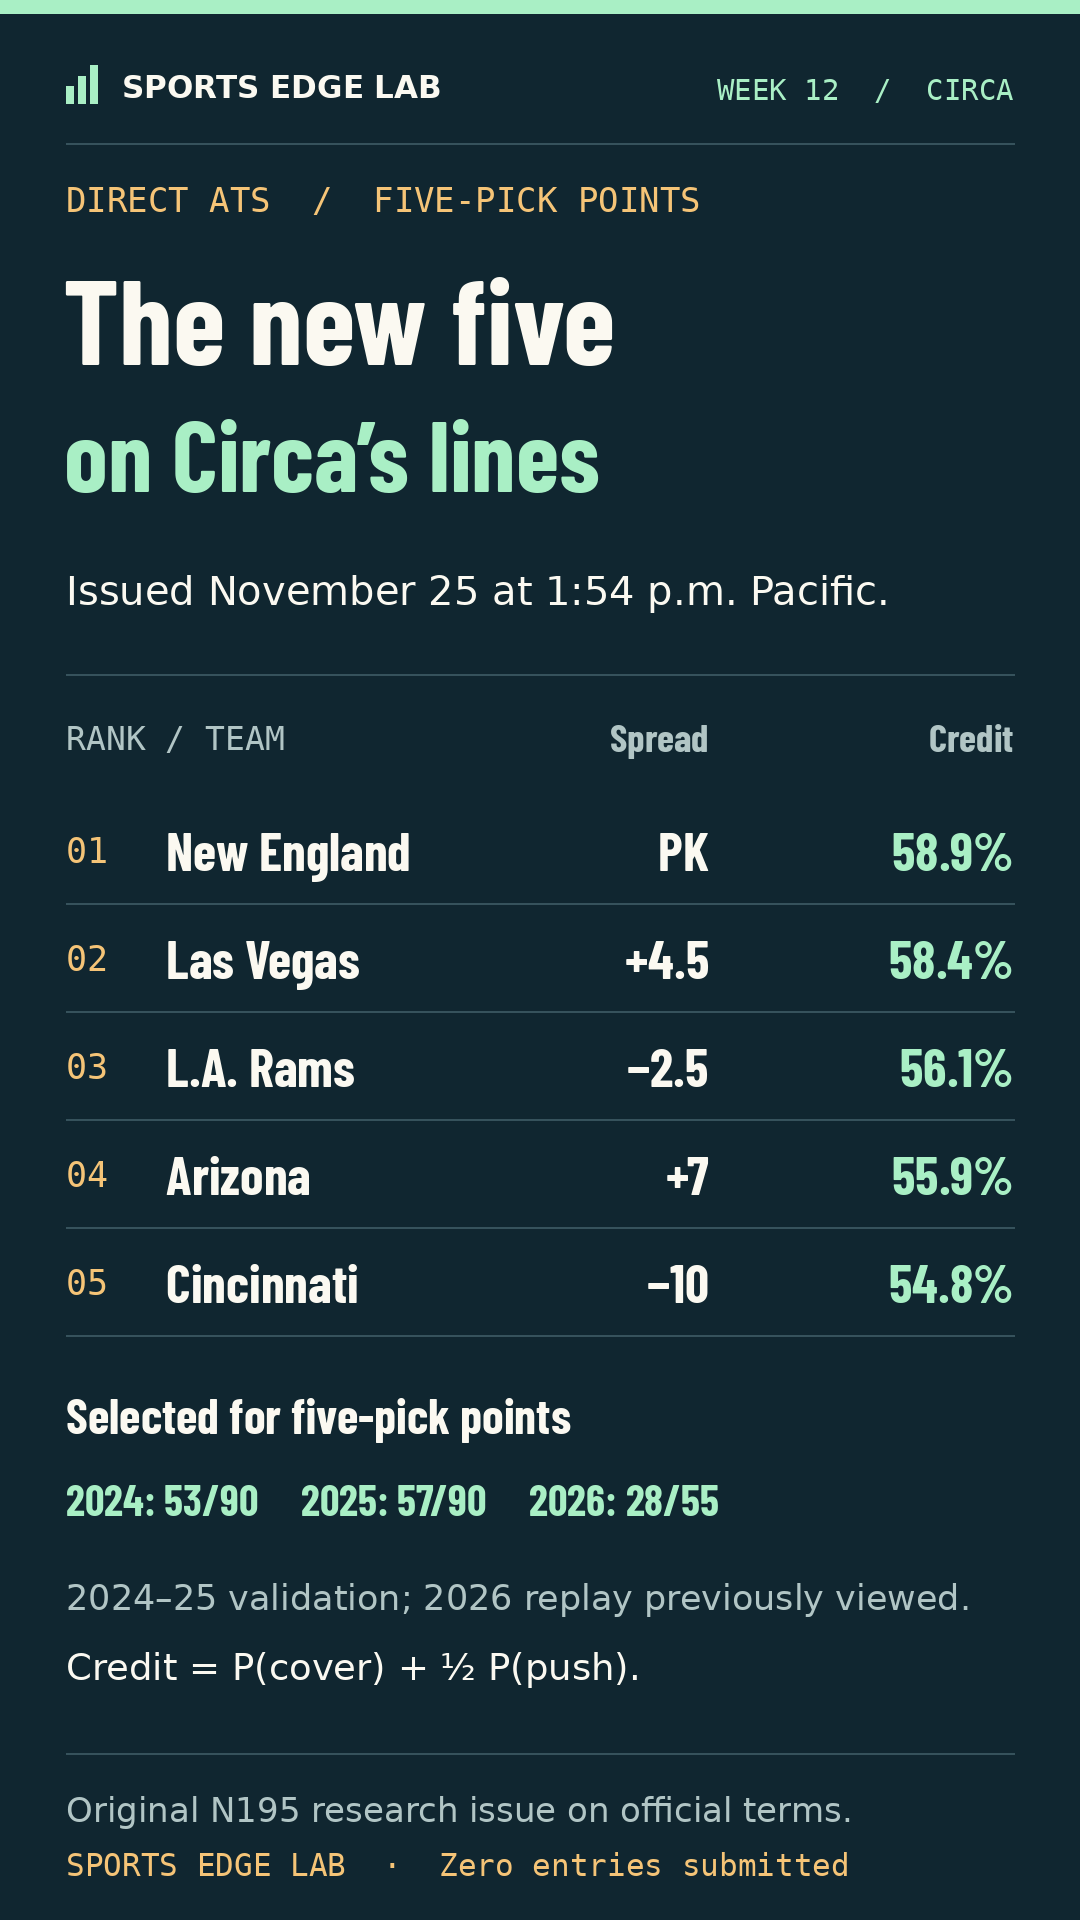 SPORTS EDGE LAB
WEEK 12 / CIRCA
DIRECT ATS / FIVE-PICK POINTS
The new five
on Circa’s lines
Issued November 25 at 1:54 p.m. Pacific.
RANK / TEAM Spread Credit
01 New England PK 58.9%
02 Las Vegas +4.5 58.4%
03 L.A. Rams −2.5 56.1%
04 Arizona +7 55.9%
05 Cincinnati −10 54.8%
Selected for five-pick points
2024: 53/90 2025: 57/90 2026: 28/55
2024–25 validation; 2026 replay previously viewed.
Credit = P(cover) + ½ P(push).
Original N195 research issue on official terms.
SPORTS EDGE LAB · Zero entries submitted